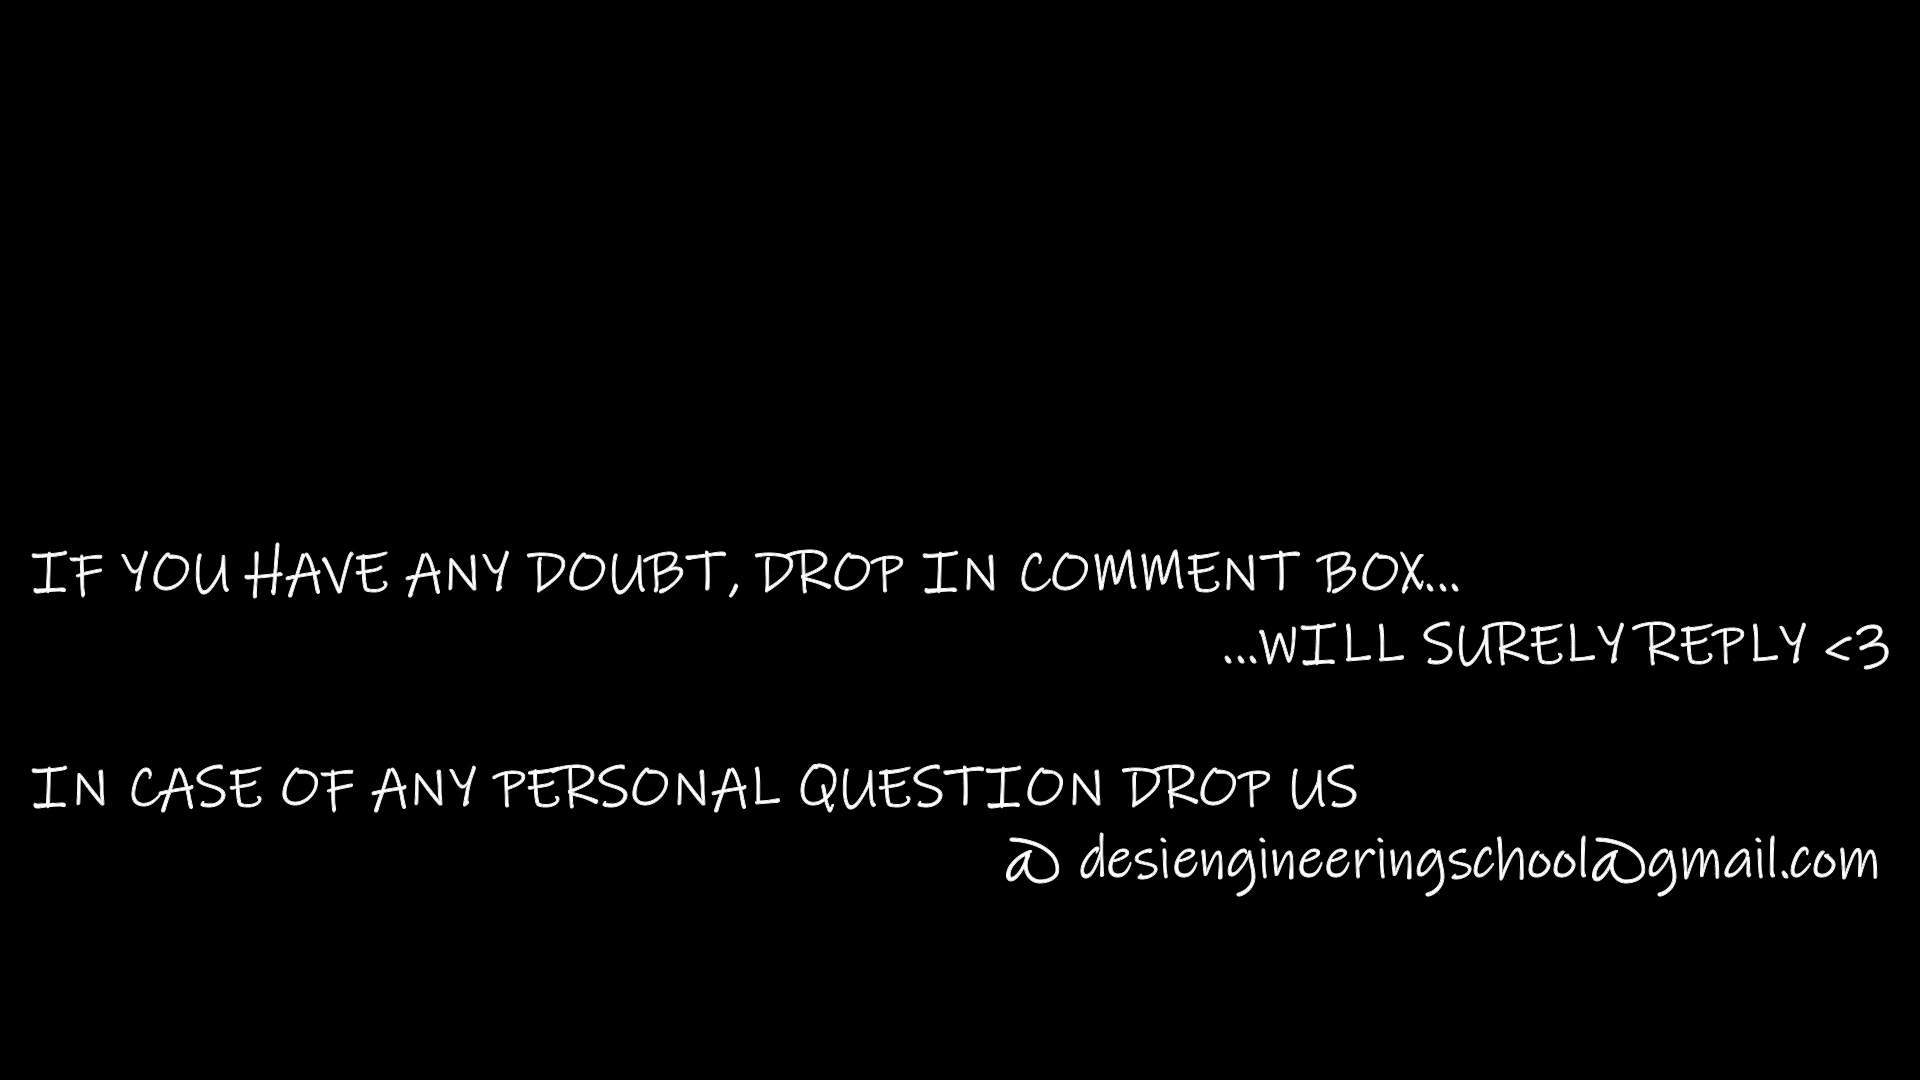 IF YOU HAVE ANY DOUBT, DROP IN COMMENT BOX...
...WILL SURELY REPLY <3
IN CASE OF ANY PERSONAL QUESTION DROP US
@ desiengineeringschool@gmail.com